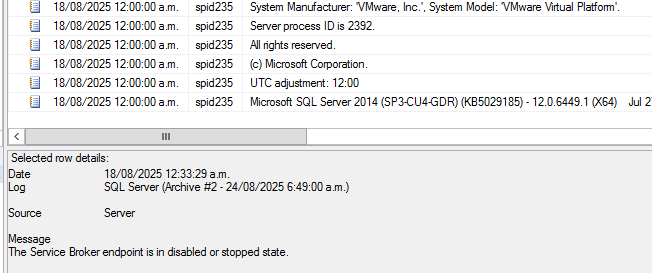 18/08/2025 12:00:00 a.m. spid235 System Manufacturer: 'VMware, Inc.', System Model: 'VMware Virtual Platform'.
18/08/2025 12:00:00 a.m. spid235 Server process ID is 2392.
18/08/2025 12:00:00 a.m. spid235 All rights reserved.
18/08/2025 12:00:00 a.m. spid235 (c) Microsoft Corporation.
18/08/2025 12:00:00 a.m. spid235 UTC adjustment: 12:00
18/08/2025 12:00:00 a.m. spid235 Microsoft SQL Server 2014 (SP3-CU4-GDR) (KB5029185) - 12.0.6449.1 (X64) Jul 27
Selected row details:
Date 18/08/2025 12:33:29 a.m.
Log SQL Server (Archive #2 - 24/08/2025 6:49:00 a.m.)
Source Server
Message
The Service Broker endpoint is in disabled or stopped state.